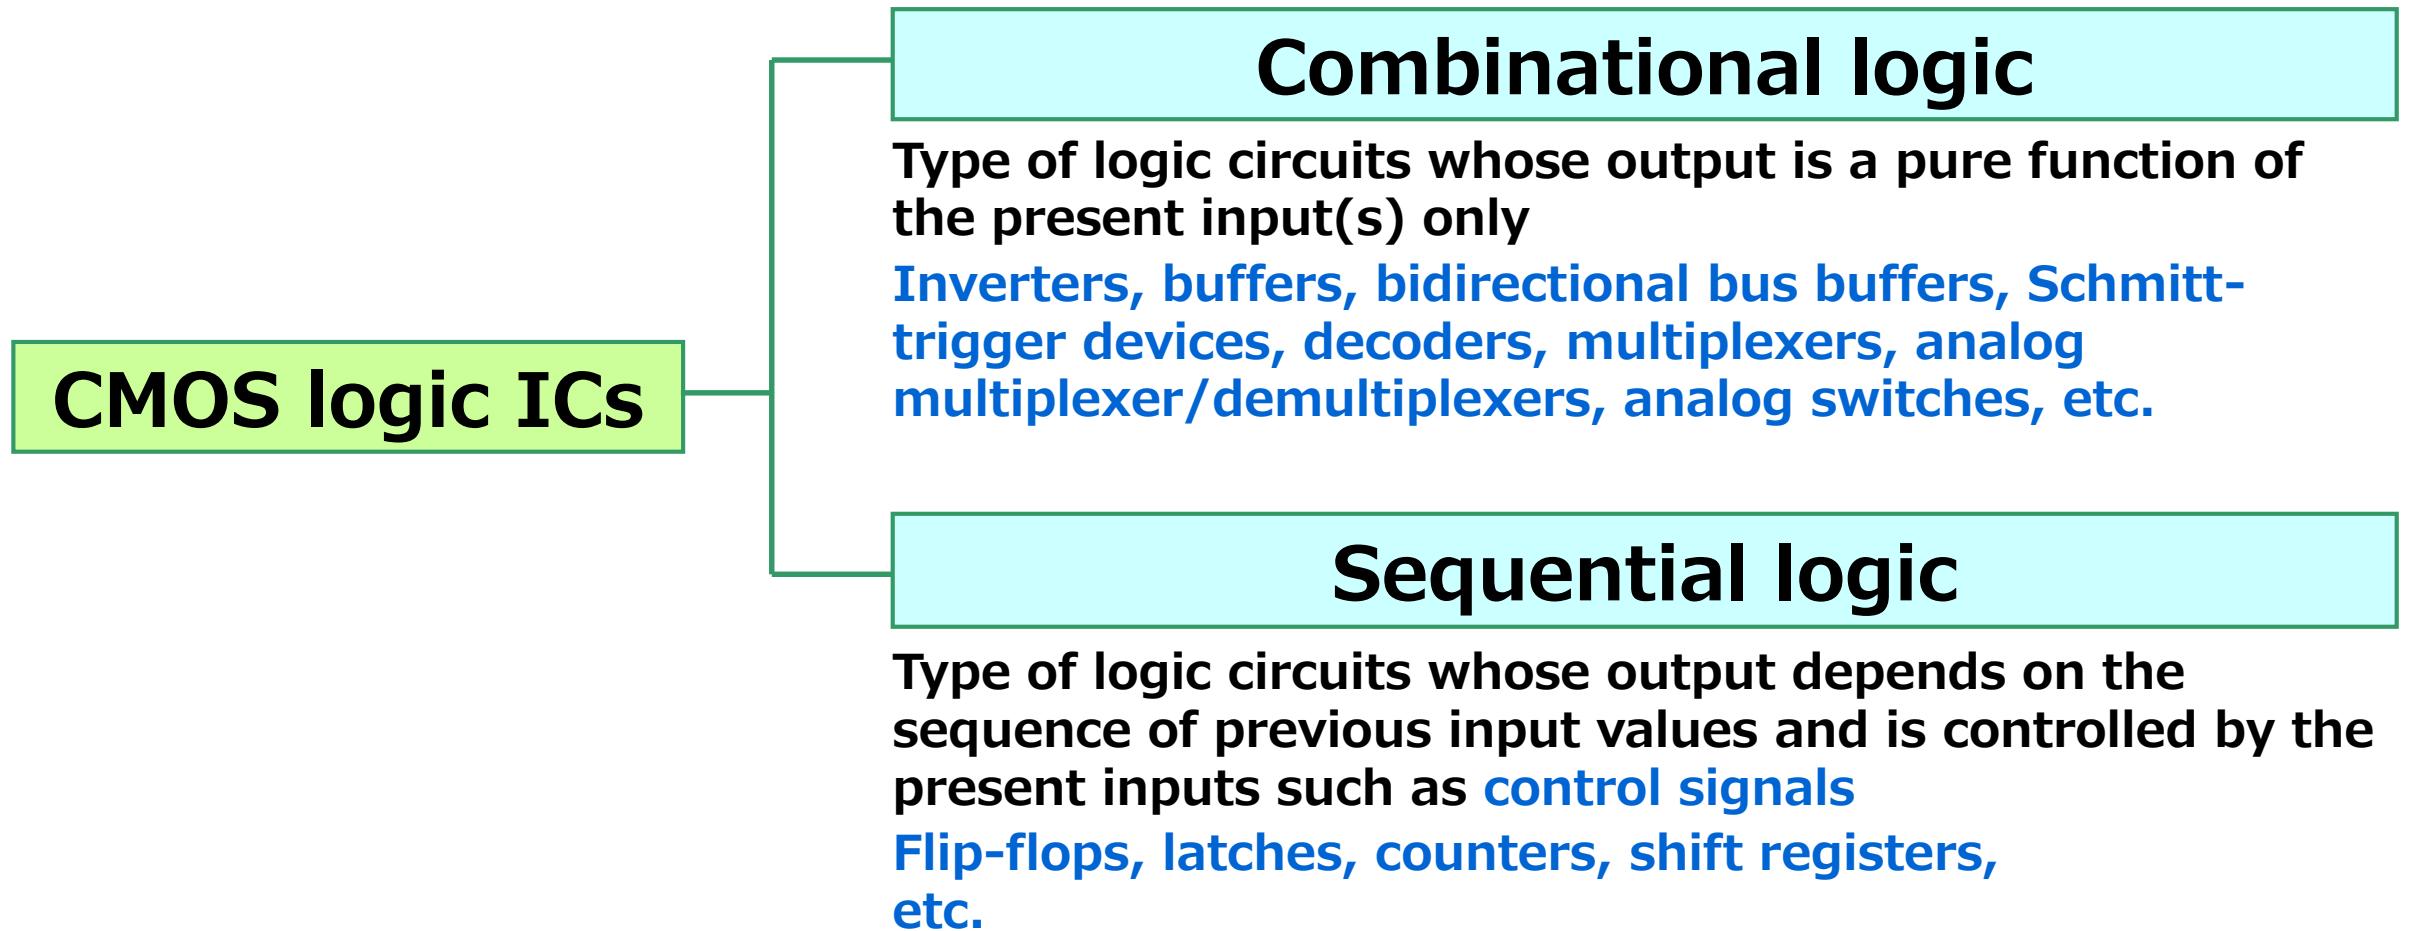 Combinational logic
Type of logic circuits whose output is a pure function of
the present input(s) only
Inverters, buffers, bidirectional bus buffers, Schmitt-
trigger devices, decoders, multiplexers, analog
multiplexer/demultiplexers, analog switches, etc.
CMOS logic ICs
Sequential logic
Type of logic circuits whose output depends on the
sequence of previous input values and is controlled by the
present inputs such as control signals
Flip-flops, latches, counters, shift registers,
etc.